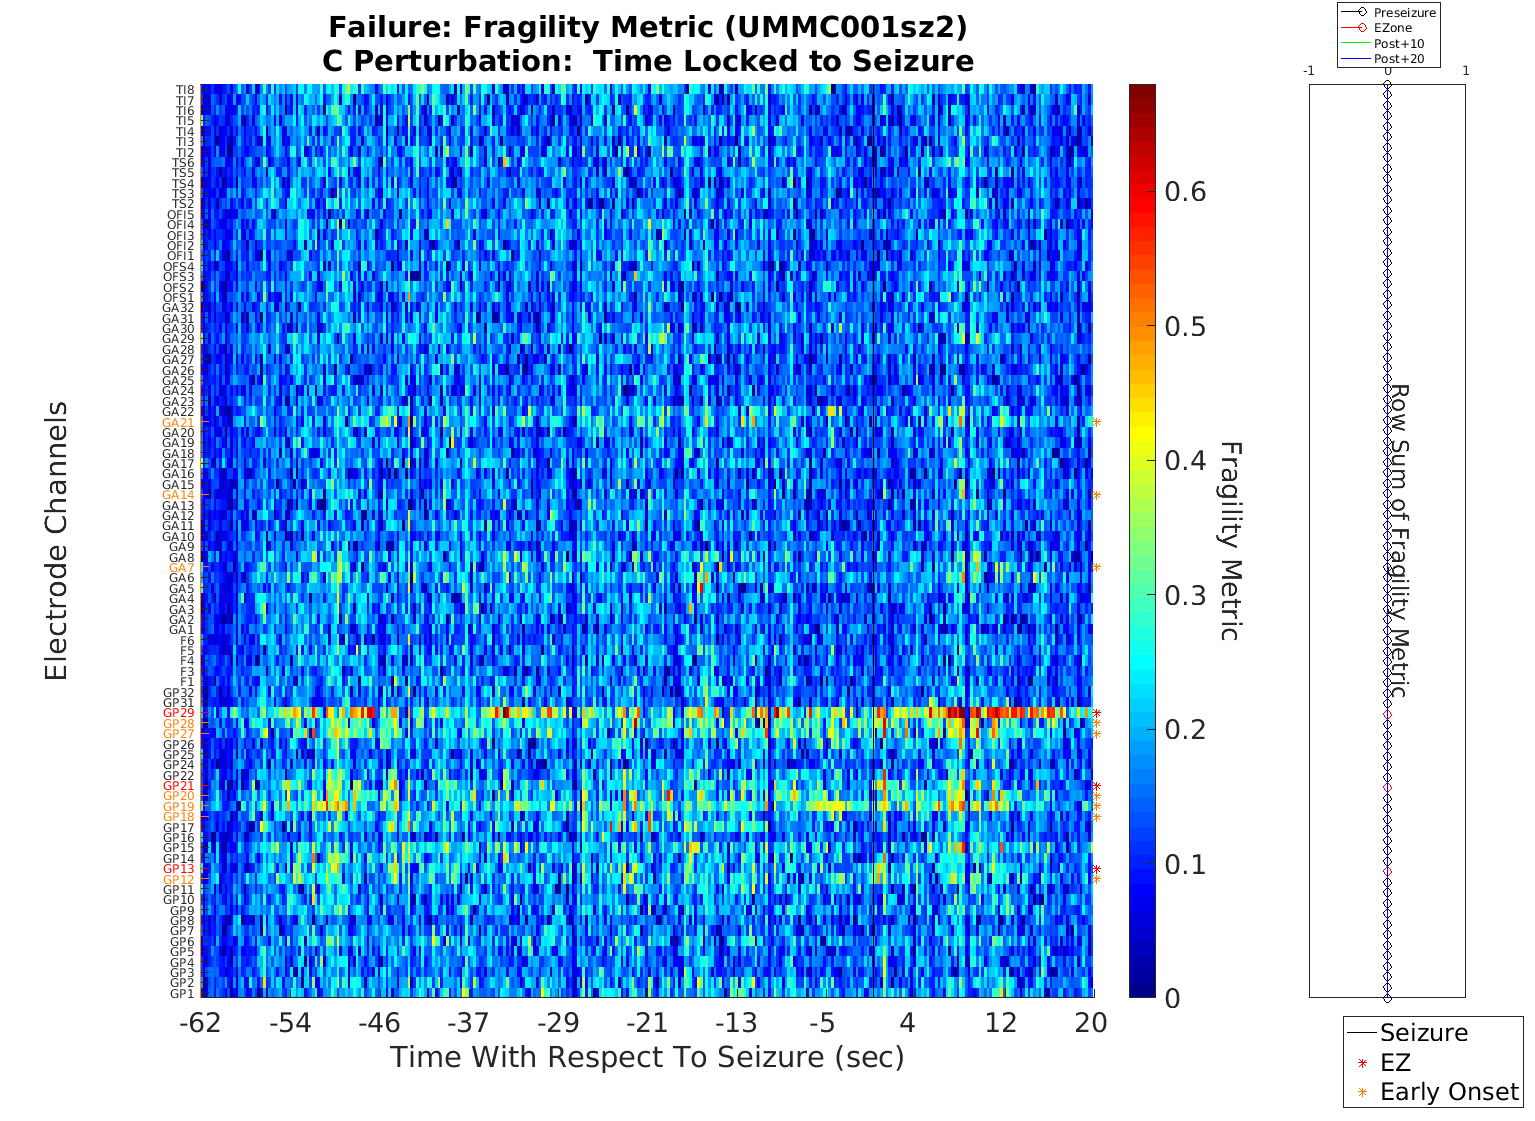 Failure: Fragility Metric (UMMC001sz2)
C Perturbation:  Time Locked to Seizure
Preseizure
EZone
Post+10
Post+20
-1
0
1
Electrode Channels
TI8
TI7
TI6
TI5
TI4
TI3
TI2
TS6
TS5
TS4
TS3
TS2
OFI5
OFI4
OFI3
OFI2
OFI1
OFS4
OFS3
OFS2
OFS1
GA32
GA31
GA30
GA29
GA28
GA27
GA26
GA25
GA24
GA23
GA22
GA21
GA20
GA19
GA18
GA17
GA16
GA15
GA14
GA13
GA12
GA11
GA10
GA9
GA8
GA7
GA6
GA5
GA4
GA3
GA2
GA1
F6
F5
F4
F3
F1
GP32
GP31
GP29
GP28
GP27
GP26
GP25
GP24
GP22
GP21
GP20
GP19
GP18
GP17
GP16
GP15
GP14
GP13
GP12
GP11
GP10
GP9
GP8
GP7
GP6
GP5
GP4
GP3
GP2
GP1
-62 -54 -46 -37 -29 -21 -13 -5 4 12 20
Time With Respect To Seizure (sec)
0.6
0.5
0.4
0.3
0.2
0.1
0
Fragility Metric
Row Sum of Fragility Metric
Seizure
EZ
Early Onset